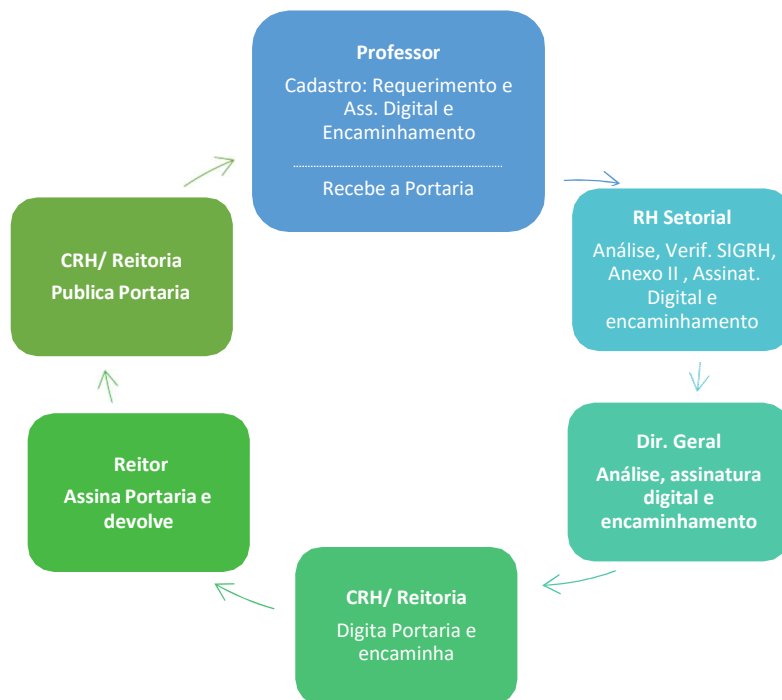 Professor
Cadastro: Requerimento e
Ass. Digital e
Encaminhamento
Recebe a Portaria
RH Setorial
Análise, Verif. SIGRH,
Anexo II , Assinat.
Digital e
encaminhamento
Dir. Geral
Análise, assinatura
digital e
encaminhamento
CRH/ Reitoria
Digita Portaria e
encaminha
Reitor
Assina Portaria e
devolve
CRH/ Reitoria
Publica Portaria